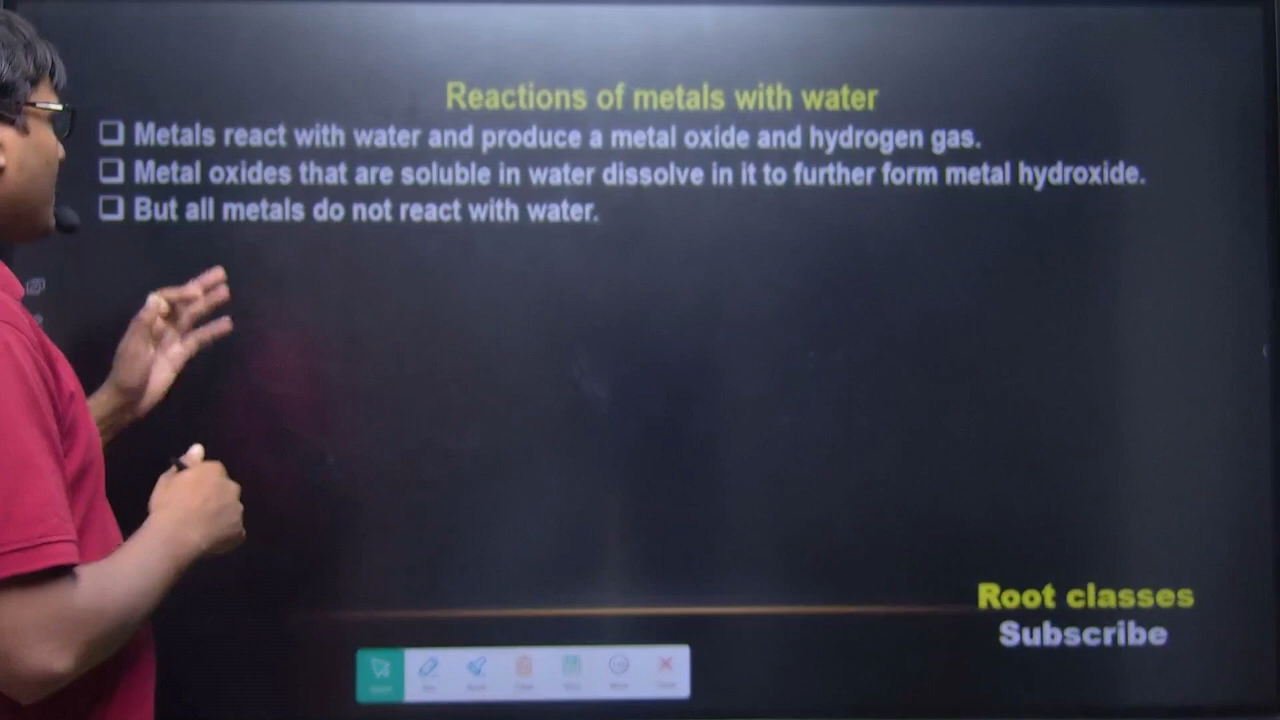 Reactions of metals with water
❑ Metals react with water and produce a metal oxide and hydrogen gas.
❑ Metal oxides that are soluble in water dissolve in it to further form metal hydroxide.
❑ But all metals do not react with water.
Root classes
Subscribe